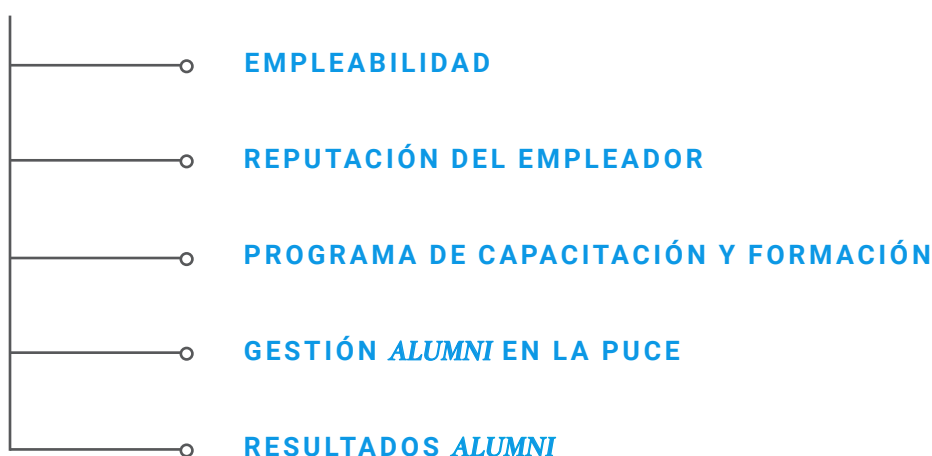 EMPLEABILIDAD
REPUTACIÓN DEL EMPLEADOR
PROGRAMA DE CAPACITACIÓN Y FORMACIÓN
GESTIÓN ALUMNI EN LA PUCE
RESULTADOS ALUMNI